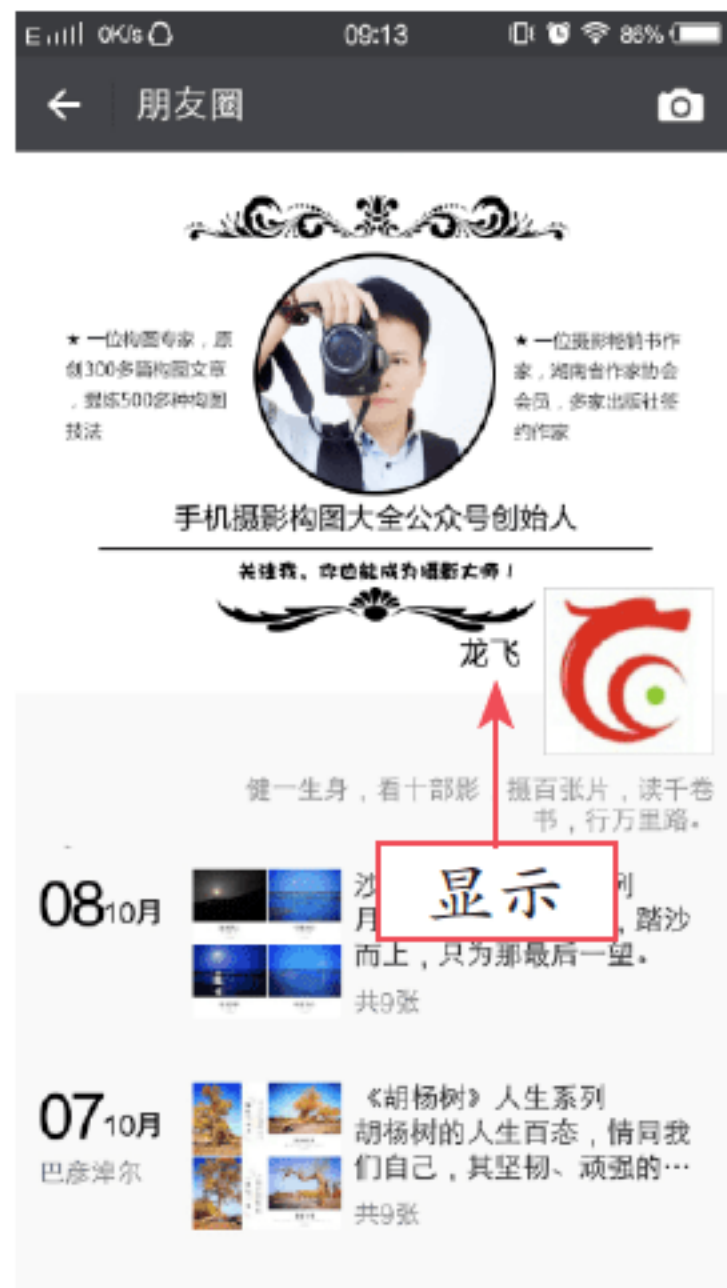 E 0K/s 09:13 86%
朋友圈
★ 一位构图专家，原
创300多篇构图文章
，提炼500多种构图
技法
★ 一位摄影畅销书作
家，湖南省作家协会
会员，多家出版社签
约作家
手机摄影构图大全公众号创始人
关注我，你也能成为摄影大师！
龙飞
健一生身，看十部影，摄百张片，读千卷
书，行万里路。
显示
08 10月
沙 列
月 ，踏沙
而上，只为那最后一望。
共9张
07 10月
巴彦淖尔
《胡杨树》人生系列
胡杨树的人生百态，情同我
们自己，其坚韧、顽强的…
共9张